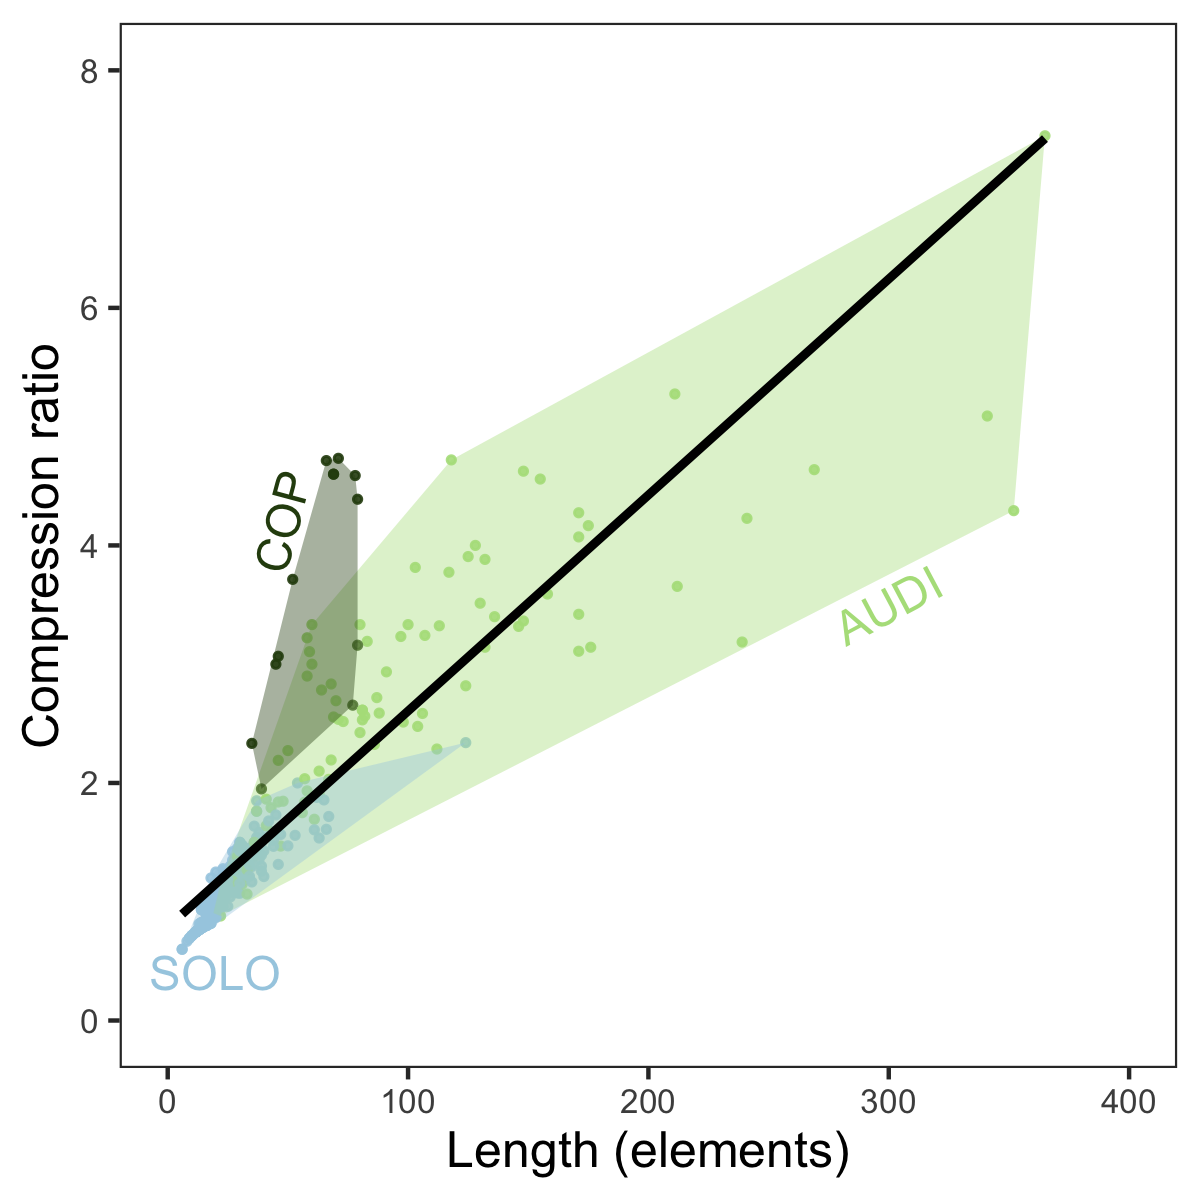 8
6
4
2
0
Compression ratio
COP
AUDI
SOLO
0 100 200 300 400
Length (elements)